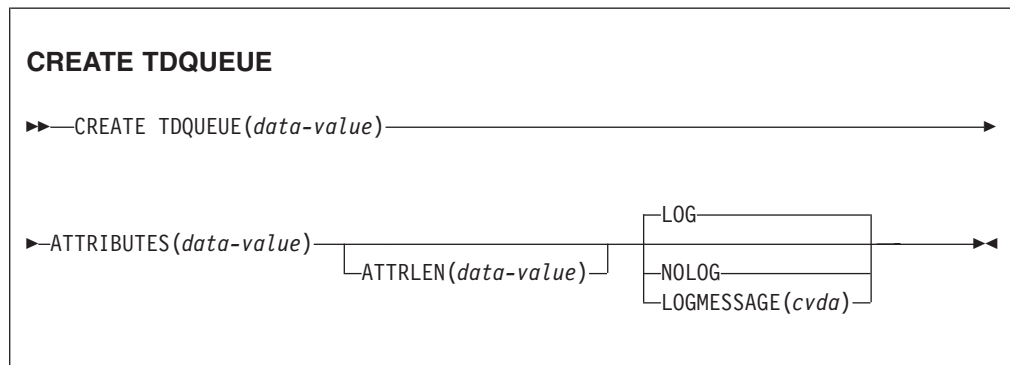 CREATE TDQUEUE
CREATE TDQUEUE(data-value)
LOG
ATTRIBUTES(data-value)
ATTRLEN(data-value)
NOLOG
LOGMESSAGE(cvda)